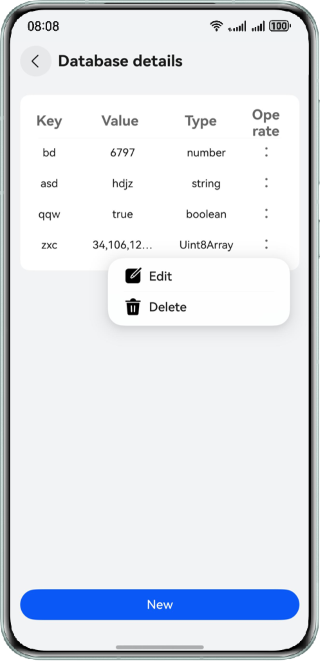 08:08
100
Database details
Key Value Type Ope
rate
bd 6797 number
asd hdjz string
qqw true boolean
zxc 34,106,12... Uint8Array
Edit
Delete
New